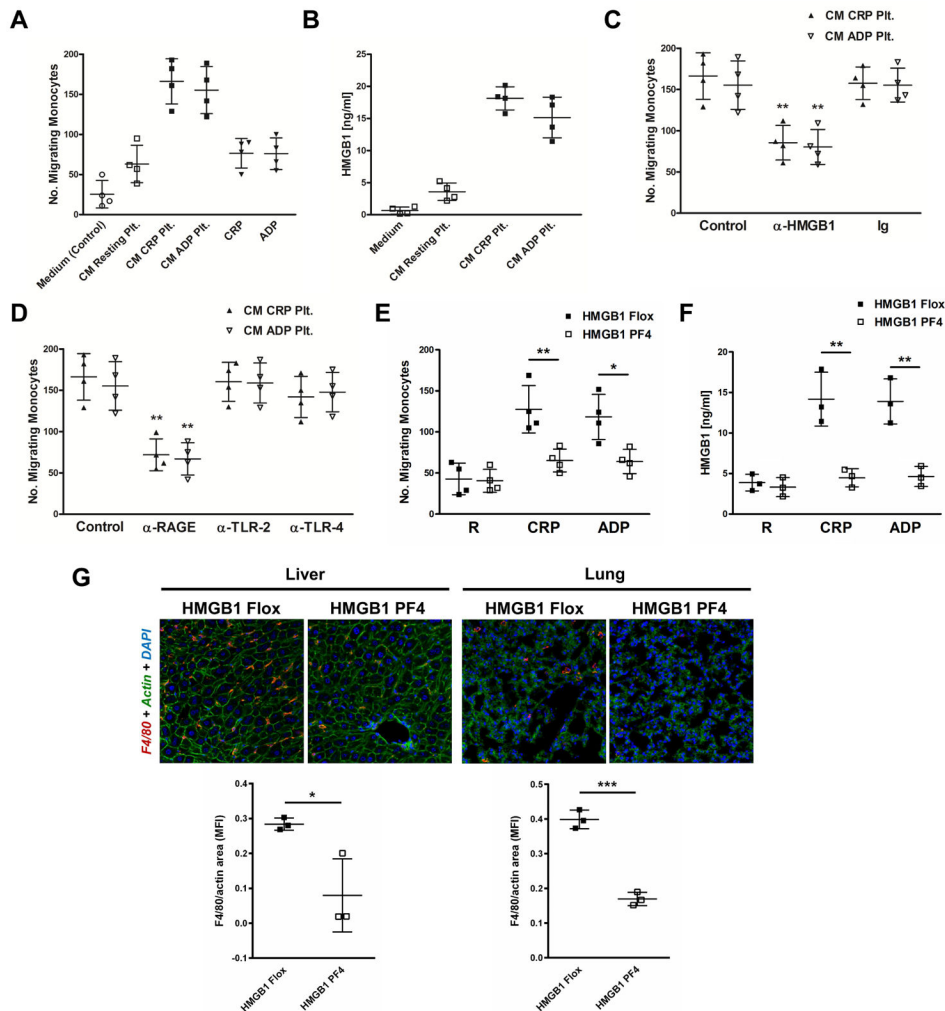 A
No. Migrating Monocytes
200
150
100
50
0
Medium (Control)
CM Resting Plt.
CM CRP Plt.
CM ADP Plt.
CRP
ADP
B
HMGB1 [ng/ml]
25
20
15
10
5
0
Medium
CM Resting Plt.
CM CRP Plt.
CM ADP Plt.
C
CM CRP Plt.
CM ADP Plt.
No. Migrating Monocytes
200
150
100
50
0
** **
Control α-HMGB1 Ig
D
CM CRP Plt.
CM ADP Plt.
No. Migrating Monocytes
200
150
100
50
0
** **
Control α-RAGE α-TLR-2 α-TLR-4
E
HMGB1 Flox
HMGB1 PF4
No. Migrating Monocytes
200
150
100
50
0
** *
R CRP ADP
F
HMGB1 Flox
HMGB1 PF4
HMGB1 [ng/ml]
20
15
10
5
0
** **
R CRP ADP
G
Liver Lung
HMGB1 Flox HMGB1 PF4 HMGB1 Flox HMGB1 PF4
F4/80 + Actin + DAPI
F4/80/actin area (MFI)
0.4
0.3
0.2
0.1
0.0
-0.1
*
HMGB1 Flox
HMGB1 PF4
F4/80/actin area (MFI)
0.5
0.4
0.3
0.2
0.1
0.0
***
HMGB1 Flox
HMGB1 PF4